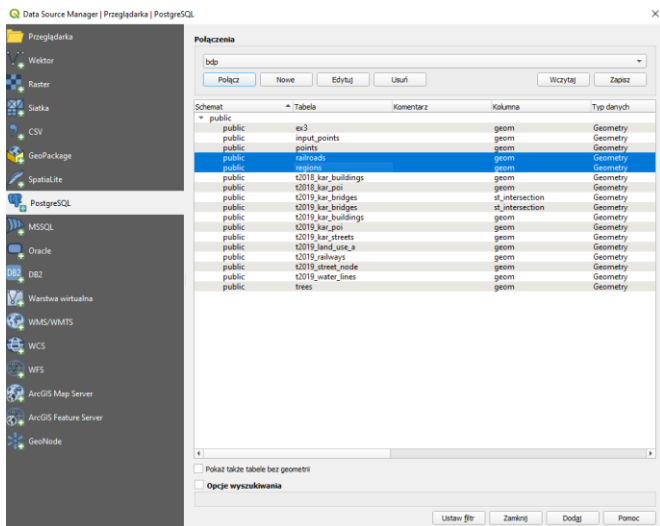 Data Source Manager | Przeglądarka | PostgreSQL
Przeglądarka
Wektor
Raster
Siatka
CSV
GeoPackage
SpatiaLite
PostgreSQL
MSSQL
Oracle
DB2
DB2
Warstwa wirtualna
WMS/WMTS
WCS
WFS
ArcGIS Map Server
ArcGIS Feature Server
GeoNode
Połączenia
bdp
Połącz Nowe Edytuj Usuń Wczytaj Zapisz
Schemat Tabela Komentarz Kolumna Typ danych
public
public ex3 geom Geometry
public input_points geom Geometry
public points geom Geometry
public railroads geom Geometry
public regions geom Geometry
public t2018_kar_buildings geom Geometry
public t2018_kar_poi geom Geometry
public t2019_kar_bridges st_intersection Geometry
public t2019_kar_bridges st_intersection Geometry
public t2019_kar_buildings geom Geometry
public t2019_kar_poi geom Geometry
public t2019_kar_streets geom Geometry
public t2019_land_use_a geom Geometry
public t2019_railways geom Geometry
public t2019_street_node geom Geometry
public t2019_water_lines geom Geometry
public trees geom Geometry
Pokaż także tabele bez geometrii
Opcje wyszukiwania
Ustaw filtr Zamknij Dodaj Pomoc